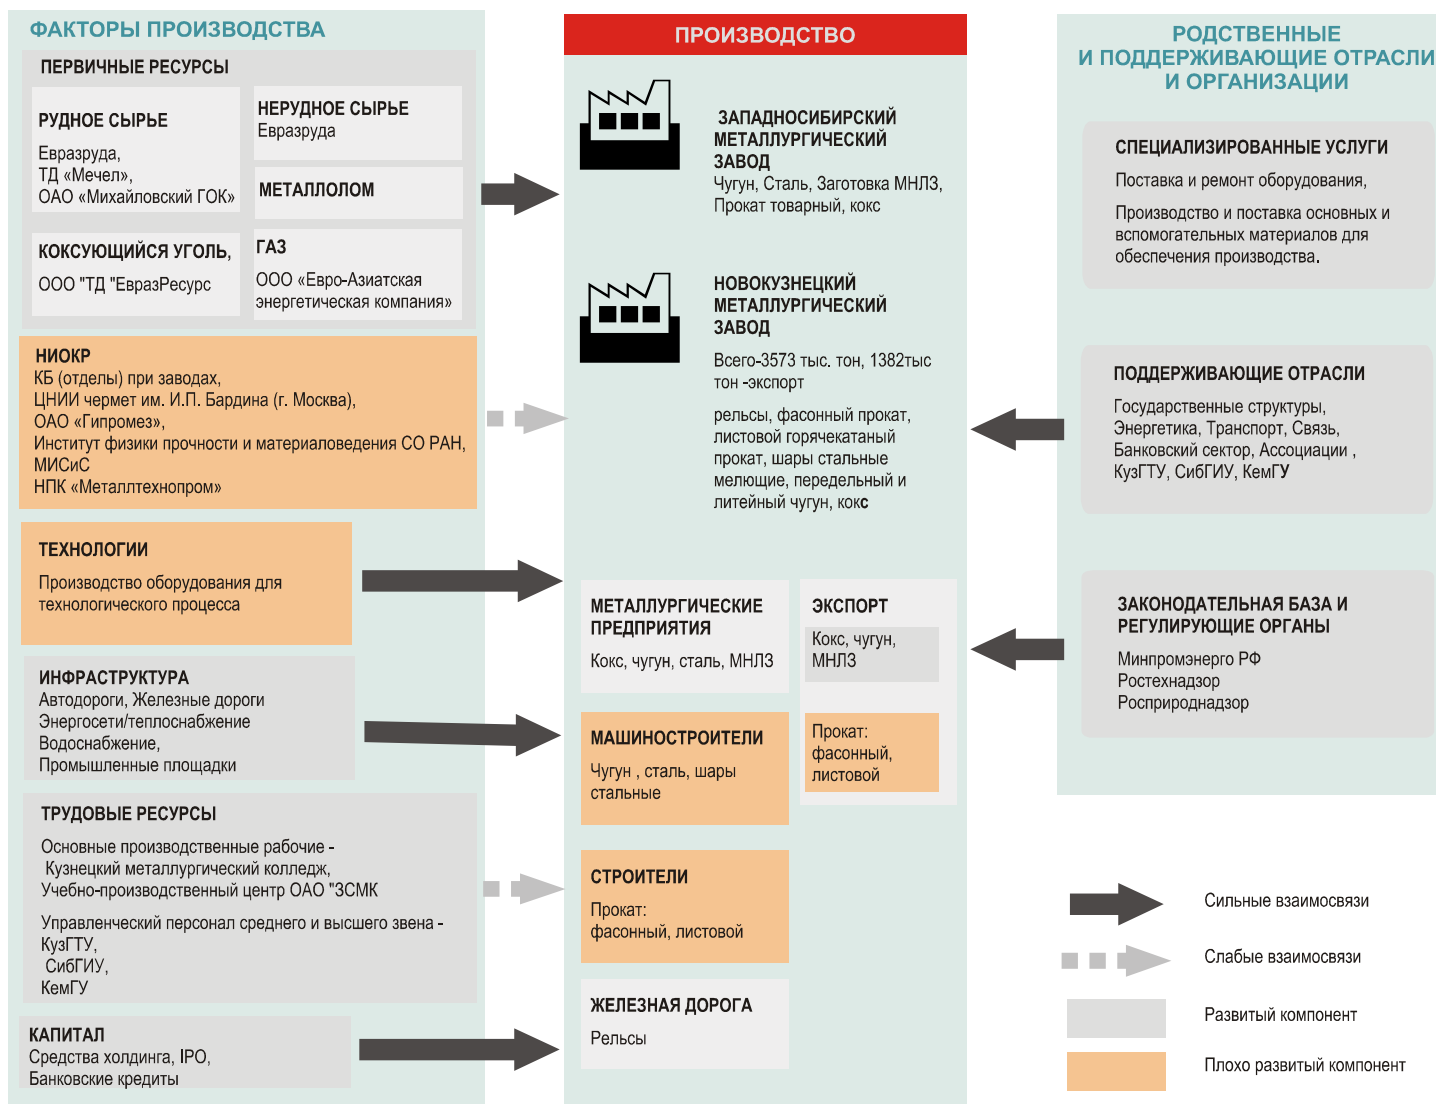 ФАКТОРЫ ПРОИЗВОДСТВА
ПЕРВИЧНЫЕ РЕСУРСЫ
РУДНОЕ СЫРЬЕ
Евразруда,
ТД «Мечел»,
ОАО «Михайловский ГОК»
НЕРУДНОЕ СЫРЬЕ
Евразруда
МЕТАЛЛОЛОМ
КОКСУЮЩИЙСЯ УГОЛЬ,
ООО "ТД "ЕвразРесурс
ГАЗ
ООО «Евро-Азиатская
энергетическая компания»
НИОКР
КБ (отделы) при заводах,
ЦНИИ чермет им. И.П. Бардина (г. Москва),
ОАО «Гипромез»,
Институт физики прочности и материаловедения СО РАН,
МИСиС
НПК «Металлтехнопром»
ТЕХНОЛОГИИ
Производство оборудования для
технологического процесса
ИНФРАСТРУКТУРА
Автодороги, Железные дороги
Энергосети/теплоснабжение
Водоснабжение,
Промышленные площадки
ТРУДОВЫЕ РЕСУРСЫ
Основные производственные рабочие -
Кузнецкий металлургический колледж,
Учебно-производственный центр ОАО "ЗСМК
Управленческий персонал среднего и высшего звена -
КузГТУ,
СибГИУ,
КемГУ
КАПИТАЛ
Средства холдинга, IPO,
Банковские кредиты
ПРОИЗВОДСТВО
ЗАПАДНОСИБИРСКИЙ
МЕТАЛЛУРГИЧЕСКИЙ
ЗАВОД
Чугун, Сталь, Заготовка МНЛЗ,
Прокат товарный, кокс
НОВОКУЗНЕЦКИЙ
МЕТАЛЛУРГИЧЕСКИЙ
ЗАВОД
Всего-3573 тыс. тон, 1382тыс
тон -экспорт
рельсы, фасонный прокат,
листовой горячекатаный
прокат, шары стальные
мелющие, передельный и
литейный чугун, кокс
МЕТАЛЛУРГИЧЕСКИЕ
ПРЕДПРИЯТИЯ
Кокс, чугун, сталь, МНЛЗ
ЭКСПОРТ
Кокс, чугун,
МНЛЗ
Прокат:
фасонный,
листовой
МАШИНОСТРОИТЕЛИ
Чугун , сталь, шары
стальные
СТРОИТЕЛИ
Прокат:
фасонный, листовой
ЖЕЛЕЗНАЯ ДОРОГА
Рельсы
РОДСТВЕННЫЕ
И ПОДДЕРЖИВАЮЩИЕ ОТРАСЛИ
И ОРГАНИЗАЦИИ
СПЕЦИАЛИЗИРОВАННЫЕ УСЛУГИ
Поставка и ремонт оборудования,
Производство и поставка основных и
вспомогательных материалов для
обеспечения производства.
ПОДДЕРЖИВАЮЩИЕ ОТРАСЛИ
Государственные структуры,
Энергетика, Транспорт, Связь,
Банковский сектор, Ассоциации ,
КузГТУ, СибГИУ, КемГУ
ЗАКОНОДАТЕЛЬНАЯ БАЗА И
РЕГУЛИРУЮЩИЕ ОРГАНЫ
Минпромэнерго РФ
Ростехнадзор
Росприроднадзор
Сильные взаимосвязи
Слабые взаимосвязи
Развитый компонент
Плохо развитый компонент